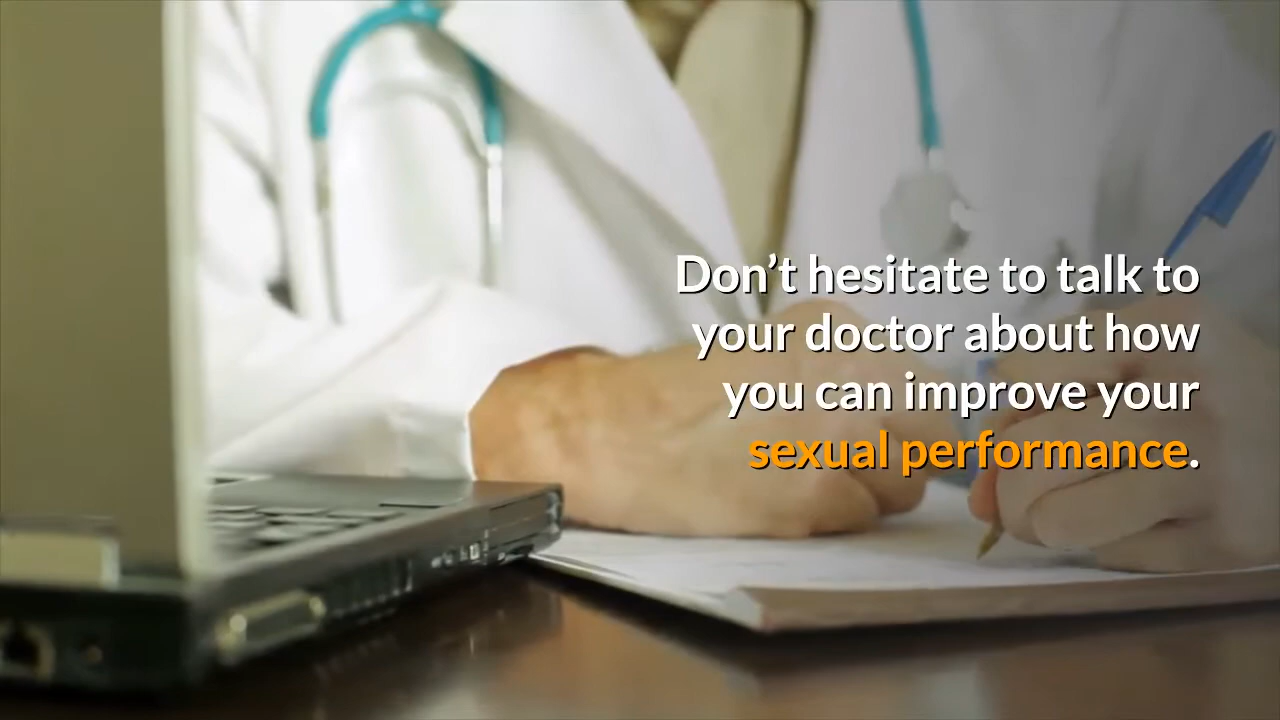 Don’t hesitate to talk to
your doctor about how
you can improve your
sexual performance.